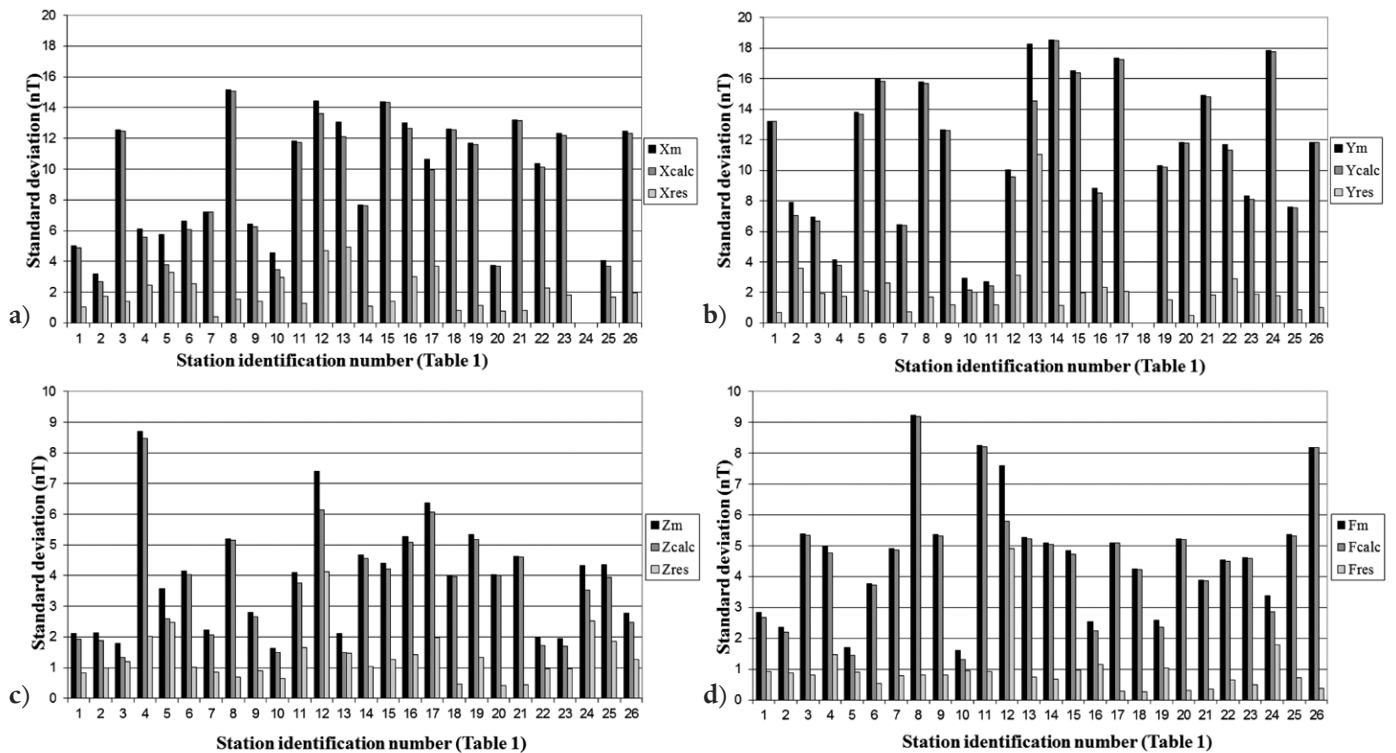 a)
Standard deviation (nT)
20
18
16
14
12
10
8
6
4
2
0
1 2 3 4 5 6 7 8 9 10 11 12 13 14 15 16 17 18 19 20 21 22 23 24 25 26
Station identification number (Table 1)
Xm
Xcalc
Xres
b)
Standard deviation (nT)
20
18
16
14
12
10
8
6
4
2
0
1 2 3 4 5 6 7 8 9 10 11 12 13 14 15 16 17 18 19 20 21 22 23 24 25 26
Station identification number (Table 1)
Ym
Ycalc
Yres
c)
Standard deviation (nT)
10
9
8
7
6
5
4
3
2
1
0
1 2 3 4 5 6 7 8 9 10 11 12 13 14 15 16 17 18 19 20 21 22 23 24 25 26
Station identification number (Table 1)
Zm
Zcalc
Zres
d)
Standard deviation (nT)
10
9
8
7
6
5
4
3
2
1
0
1 2 3 4 5 6 7 8 9 10 11 12 13 14 15 16 17 18 19 20 21 22 23 24 25 26
Station identification number (Table 1)
Fm
Fcalc
Fres